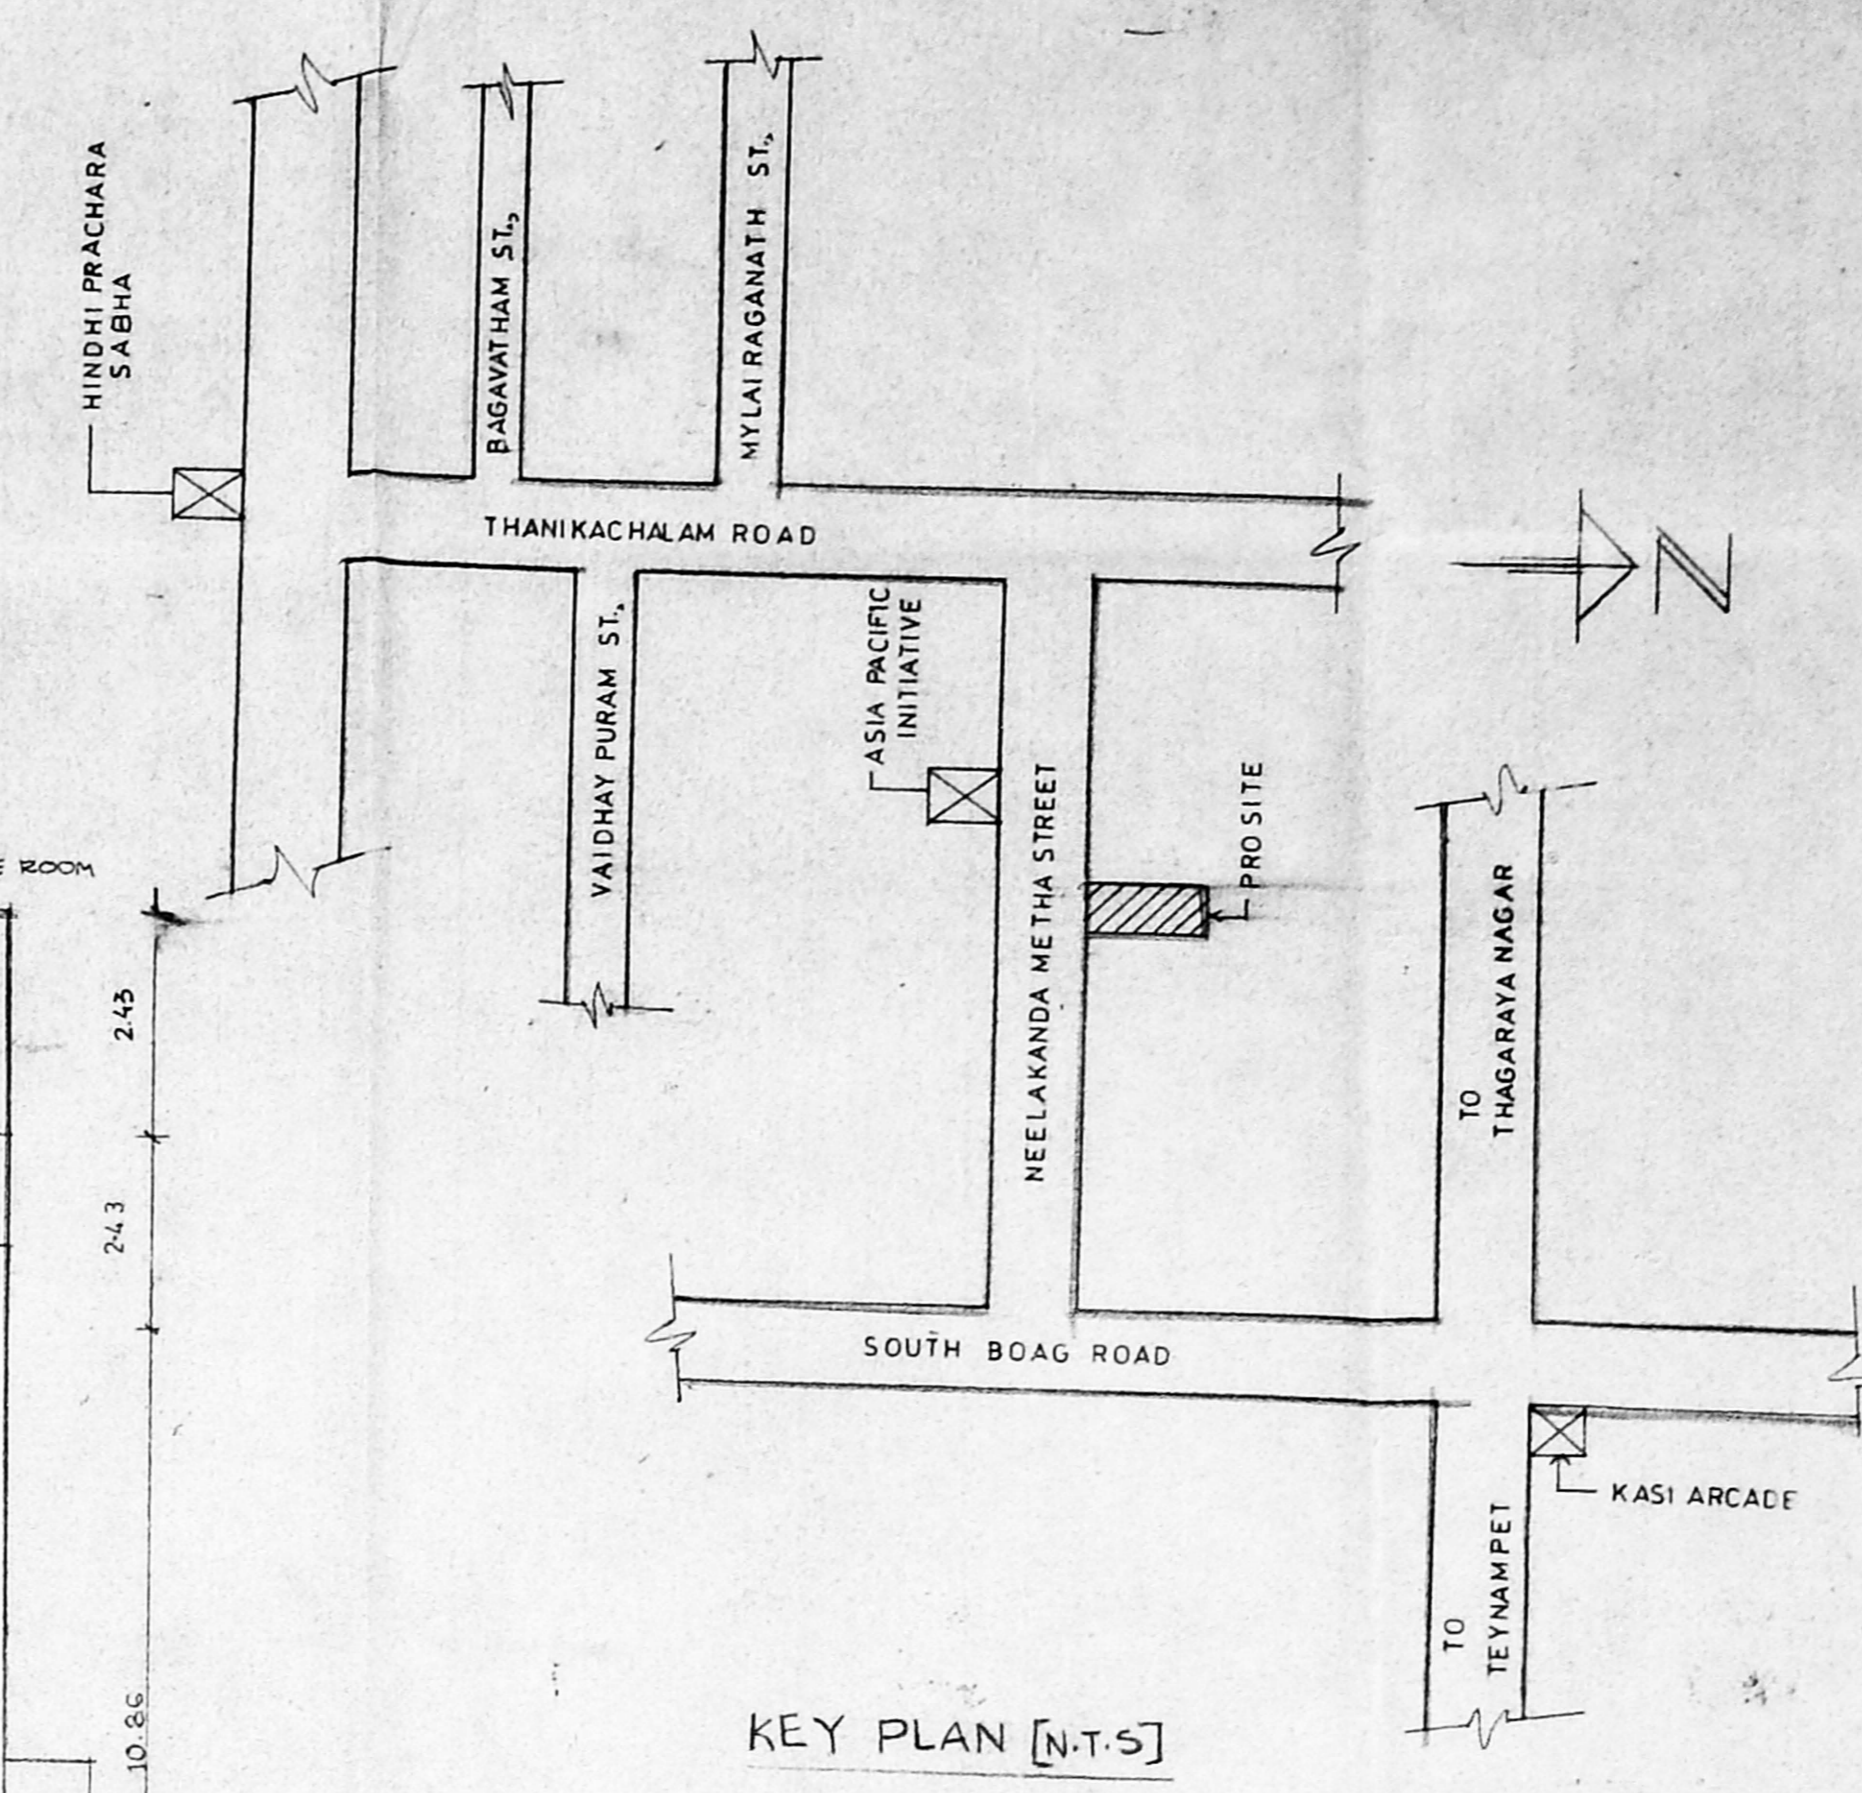 HINDHI PRACHARA
SABHA
BAGAVATHAM ST.,
MYLAI RAGANATH ST.,
THANIKACHALAM ROAD
N
VAIDHAY PURAM ST.,
ASIA PACIFIC
INITIATIVE
NEELAKANDA METHA STREET
PRO SITE
TO
THAGARAYA NAGAR
ROOM
2.43
2.43
10.86
SOUTH BOAG ROAD
KASI ARCADE
TO
TEYNAMPET
KEY PLAN [N.T.S]